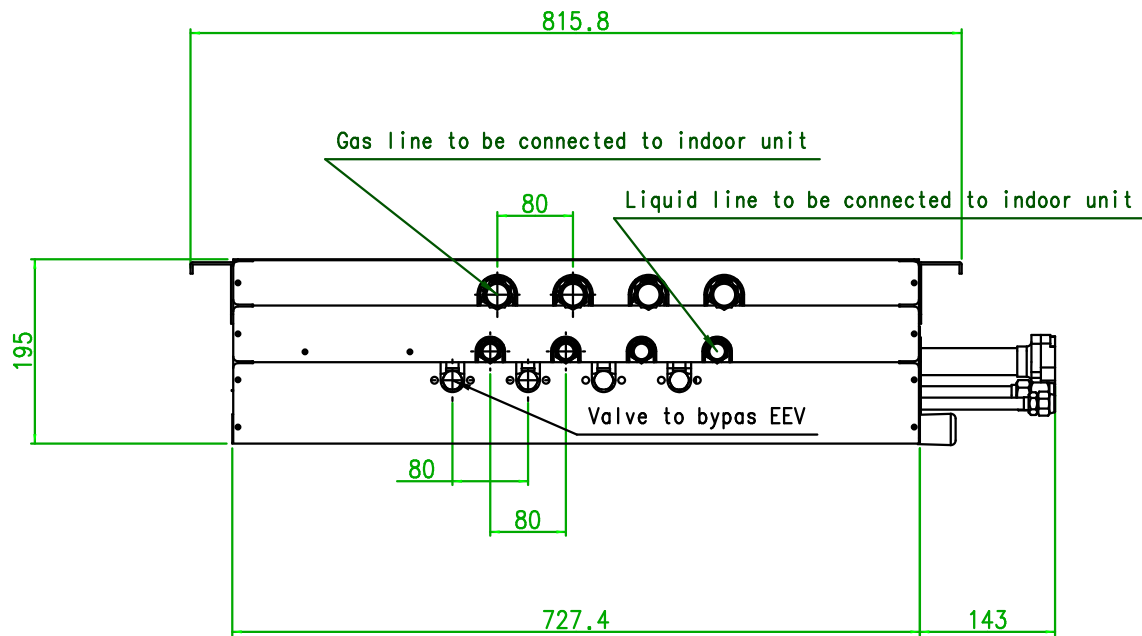 815.8
Gas line to be connected to indoor unit
Liquid line to be connected to indoor unit
80
195
Valve to bypas EEV
80
80
727.4
143